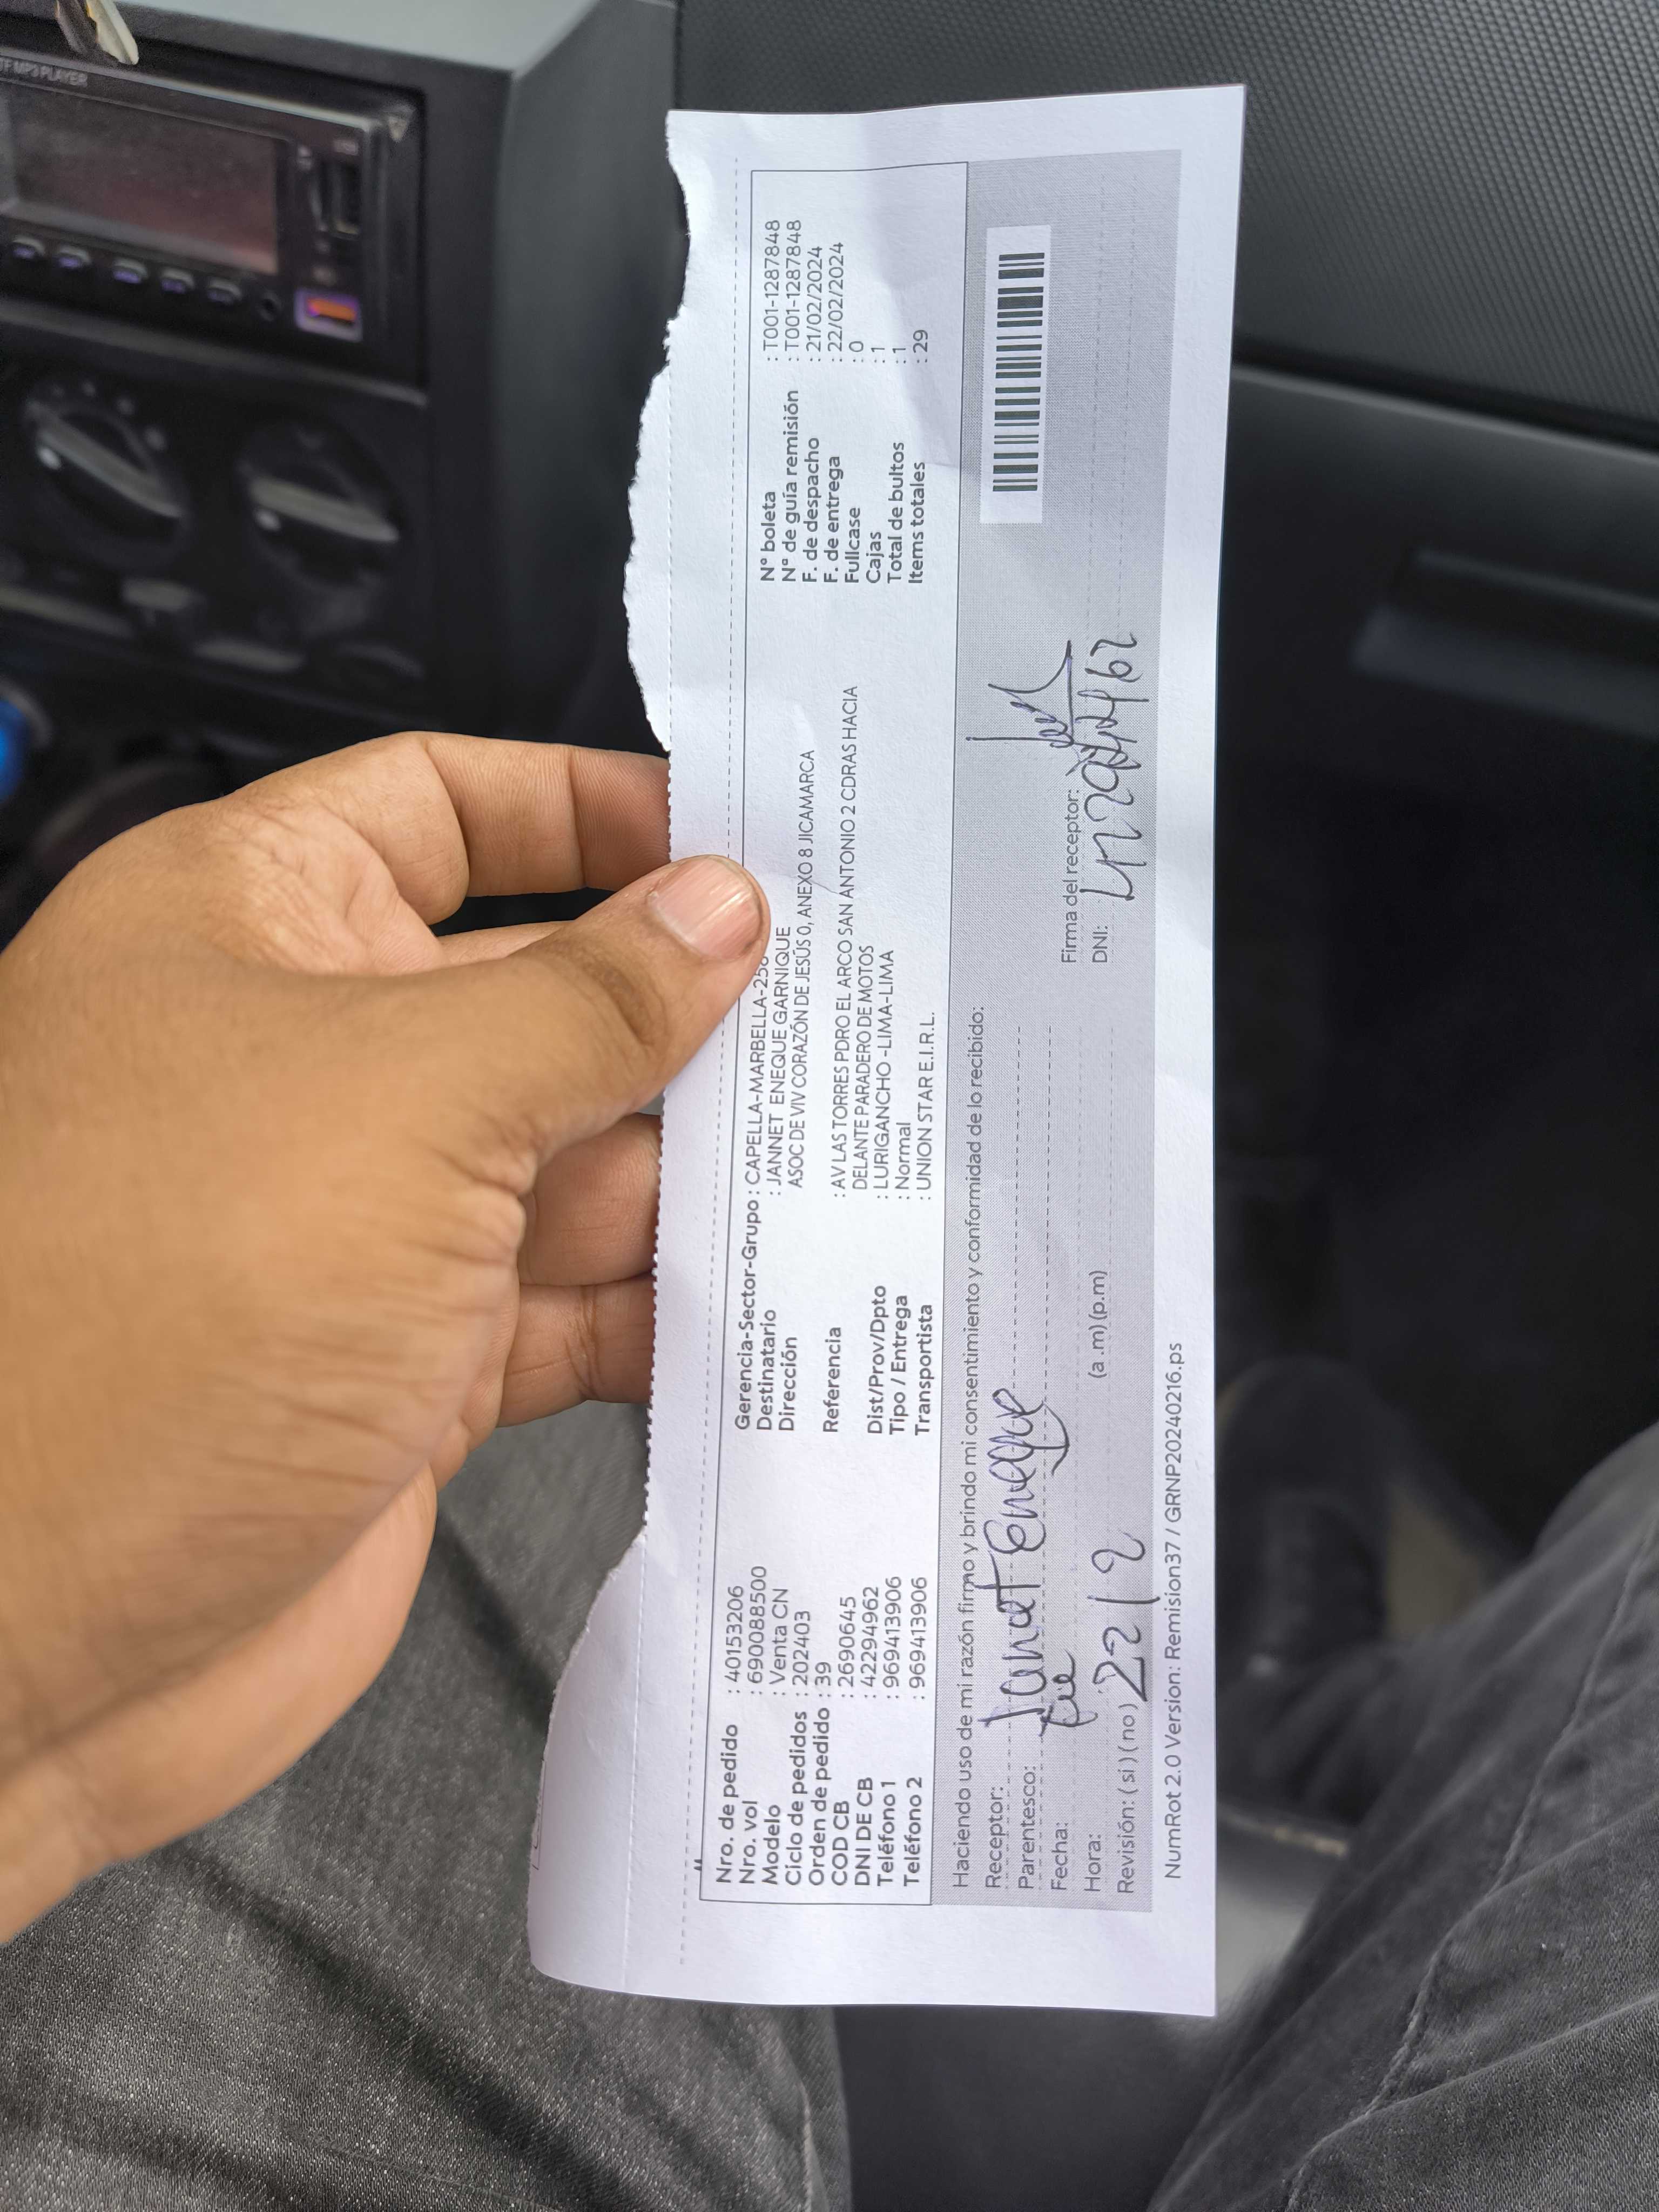 TF MP3 PLAYER
Nro. de pedido : 40153206
Nro. vol : 690088500
Modelo : Venta CN
Ciclo de pedidos : 202403
Orden de pedido : 39
COD CB : 2690645
DNI DE CB : 42294962
Teléfono 1 : 969413906
Teléfono 2 : 969413906
Gerencia-Sector-Grupo : CAPELLA-MARBELLA-256
Destinatario : JANNET ENEQUE GARNIQUE
Dirección ASOC DE VIV CORAZÓN DE JESÚS 0, ANEXO 8 JICAMARCA
Referencia : AV LAS TORRES PDRO EL ARCO SAN ANTONIO 2 CDRAS HACIA
DELANTE PARADERO DE MOTOS
Dist/Prov/Dpto : LURIGANCHO -LIMA-LIMA
Tipo / Entrega : Normal
Transportista : UNION STAR E.I.R.L.
N° boleta : T001-1287848
N° de guía remisión : T001-1287848
F. de despacho : 21/02/2024
F. de entrega : 22/02/2024
Fullcase : 0
Cajas : 1
Total de bultos : 1
Items totales : 29
Haciendo uso de mi razón firmo y brindo mi consentimiento y conformidad de lo recibido:
Receptor: Janet Eneque
Parentesco:
Fecha:
Hora: 22/2 (a .m) (p.m)
Revisión: ( si ) ( no )
Firma del receptor:
DNI:
NumRot 2.0 Version: Remision37 / GRNP20240216.ps